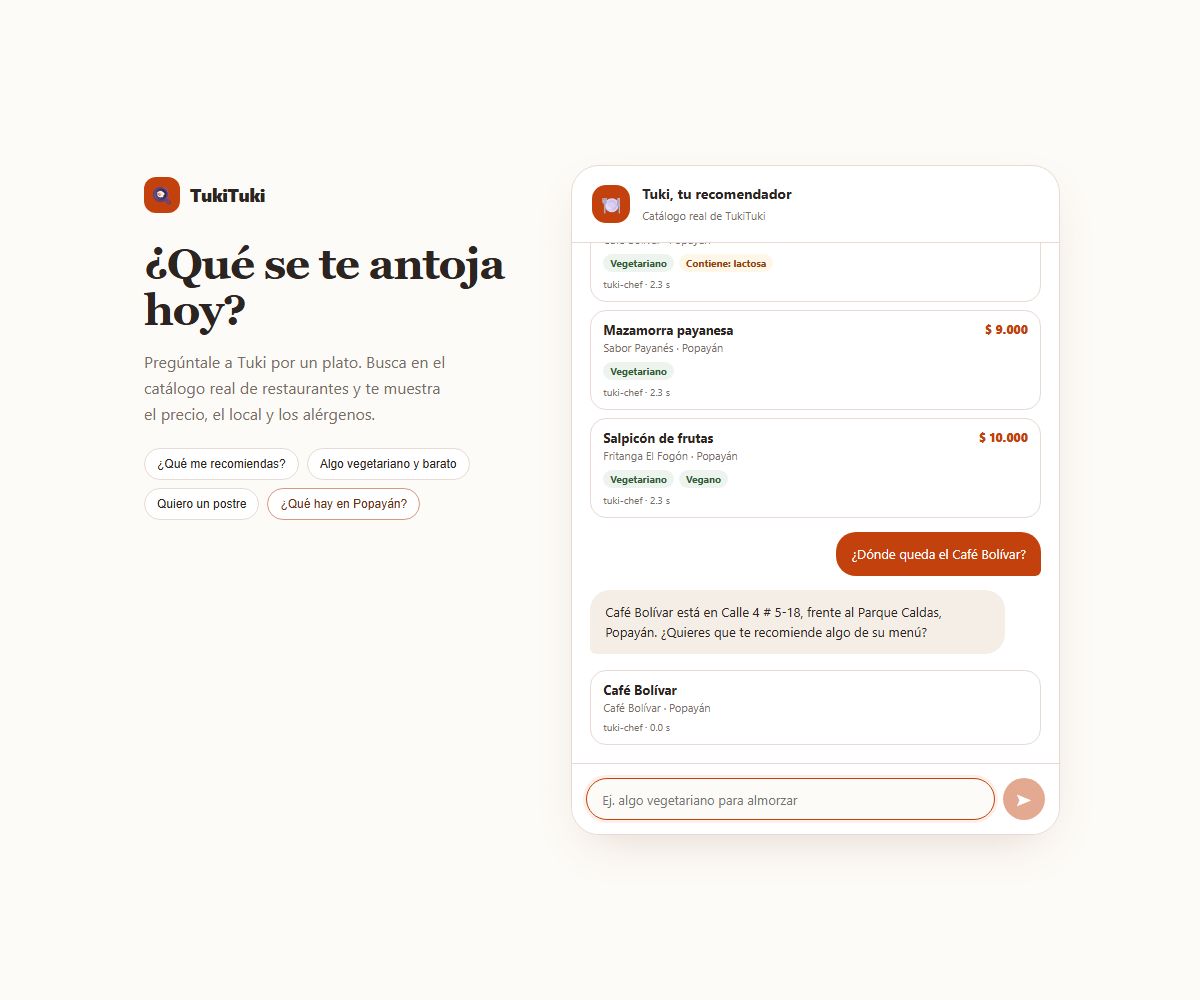 TukiTuki
¿Qué se te antoja
hoy?
Pregúntale a Tuki por un plato. Busca en el
catálogo real de restaurantes y te muestra
el precio, el local y los alérgenos.
¿Qué me recomiendas?
Algo vegetariano y barato
Quiero un postre
¿Qué hay en Popayán?
Tuki, tu recomendador
Catálogo real de TukiTuki
Vegetariano
Contiene: lactosa
tuki-chef · 2.3 s
Mazamorra payanesa
$ 9.000
Sabor Payanés · Popayán
Vegetariano
tuki-chef · 2.3 s
Salpicón de frutas
$ 10.000
Fritanga El Fogón · Popayán
Vegetariano
Vegano
tuki-chef · 2.3 s
¿Dónde queda el Café Bolívar?
Café Bolívar está en Calle 4 # 5-18, frente al Parque Caldas,
Popayán. ¿Quieres que te recomiende algo de su menú?
Café Bolívar
Café Bolívar · Popayán
tuki-chef · 0.0 s
Ej. algo vegetariano para almorzar